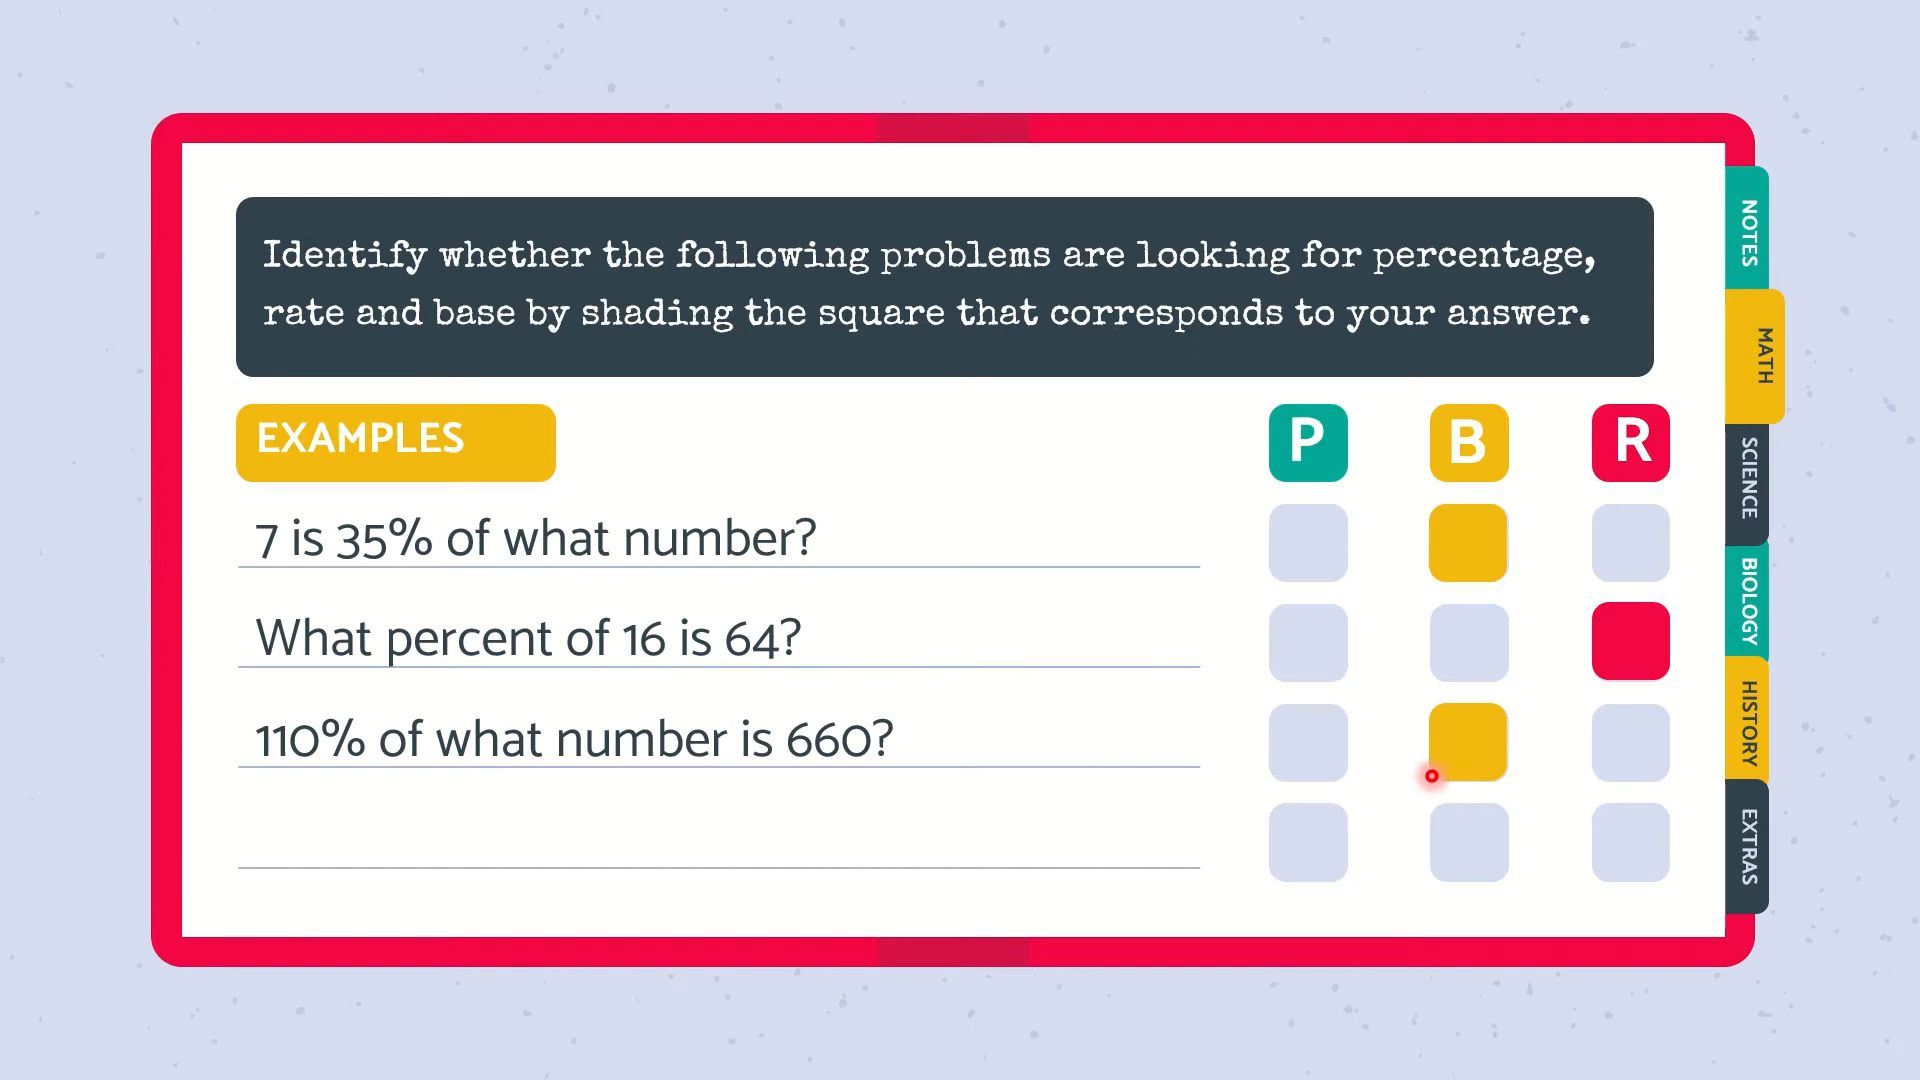 Identify whether the following problems are looking for percentage,
rate and base by shading the square that corresponds to your answer.
EXAMPLES
P B R
7 is 35% of what number?
What percent of 16 is 64?
110% of what number is 660?
NOTES
MATH
SCIENCE
BIOLOGY
HISTORY
EXTRAS